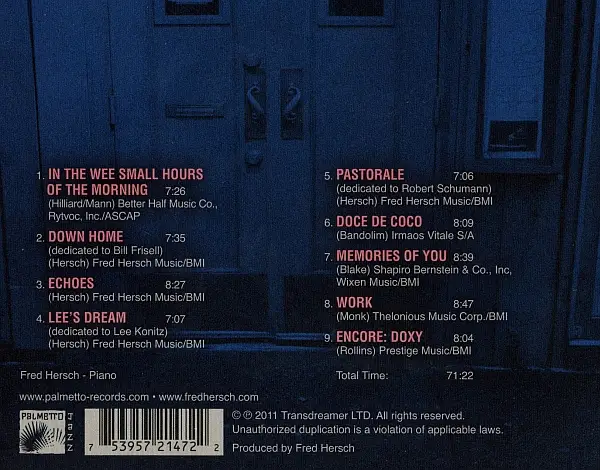 1. IN THE WEE SMALL HOURS
OF THE MORNING 7:26
(Hilliard/Mann) Better Half Music Co.,
Rytvoc, Inc./ASCAP
2. DOWN HOME 7:35
(dedicated to Bill Frisell)
(Hersch) Fred Hersch Music/BMI
3. ECHOES 8:27
(Hersch) Fred Hersch Music/BMI
4. LEE'S DREAM 7:07
(dedicated to Lee Konitz)
(Hersch) Fred Hersch Music/BMI
5. PASTORALE 7:06
(dedicated to Robert Schumann)
(Hersch) Fred Hersch Music/BMI
6. DOCE DE COCO 8:09
(Bandolim) Irmaos Vitale S/A
7. MEMORIES OF YOU 8:39
(Blake) Shapiro Bernstein & Co., Inc,
Wixen Music/BMI
8. WORK 8:47
(Monk) Thelonious Music Corp./BMI
9. ENCORE: DOXY 8:04
(Rollins) Prestige Music/BMI
Fred Hersch - Piano
Total Time: 71:22
www.palmetto-records.com • www.fredhersch.com
PALMETTO
JAZZ
7 53957 21472 2
© ℗ 2011 Transdreamer LTD. All rights reserved.
Unauthorized duplication is a violation of applicable laws.
Produced by Fred Hersch